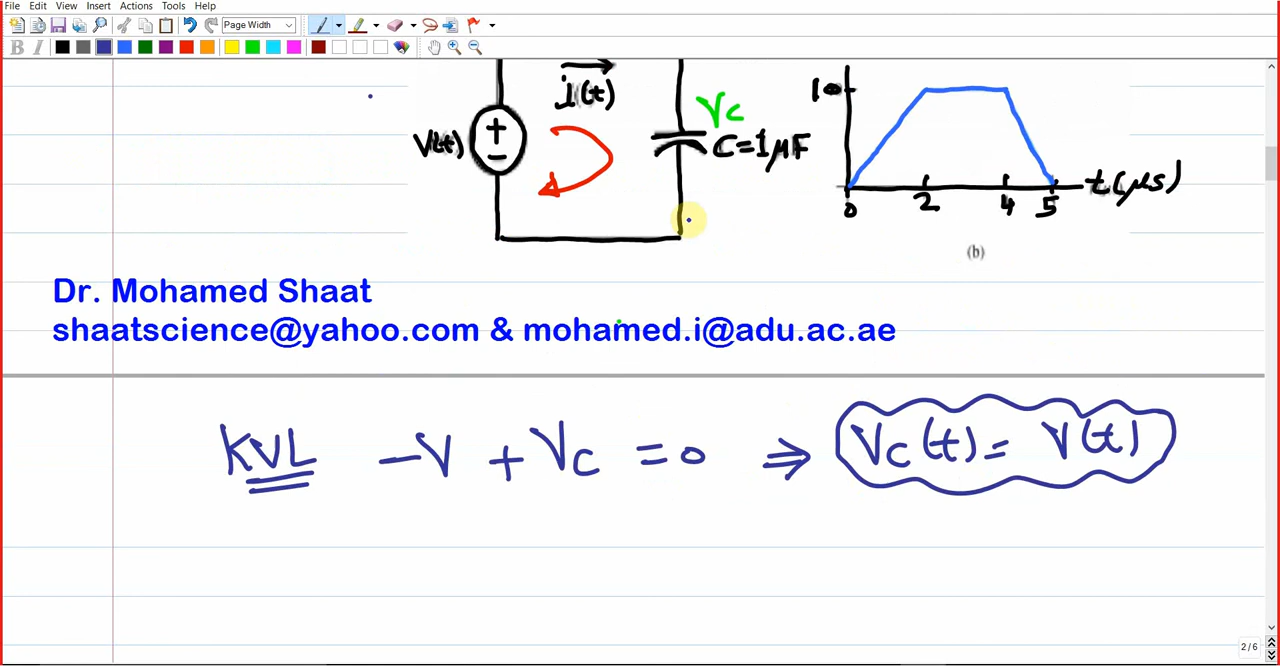 File Edit View Insert Actions Tools Help
Page Width
B I
i(t)
10
Vc
V(t)
+
−
C=1μF
t(μs)
0 2 4 5
(b)
Dr. Mohamed Shaat
shaatscience@yahoo.com & mohamed.i@adu.ac.ae
KVL −V + Vc = 0 ⇒ Vc(t) = V(t)
2/6